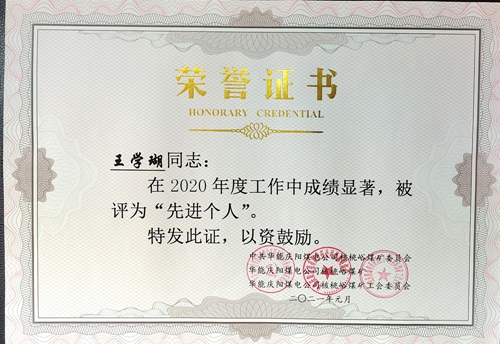 荣誉证书
HONORARY CREDENTIAL
王学瑚同志：
在2020年度工作中成绩显著，被
评为“先进个人”。
特发此证，以资鼓励。
中共华能庆阳煤电公司核桃峪煤矿委员会
华能庆阳煤电公司核桃峪煤矿
华能庆阳煤电公司核桃峪煤矿工会委员会
二〇二一年元月